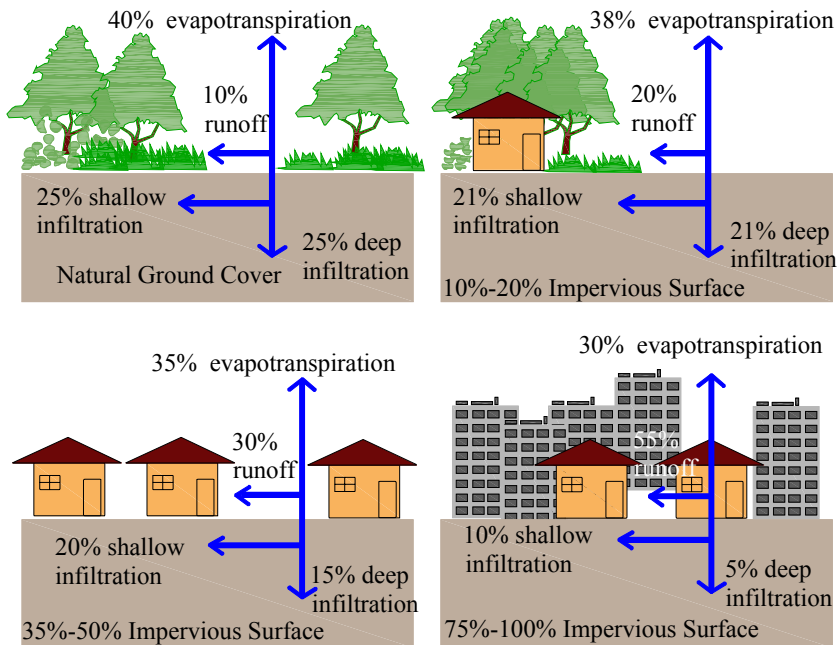 40%  evapotranspiration
10%
runoff
25% shallow
infiltration
25% deep
infiltration
Natural Ground Cover
38% evapotranspiration
20%
runoff
21% shallow
infiltration
21% deep
infiltration
10%-20% Impervious Surface
35%  evapotranspiration
30%
runoff
20% shallow
infiltration
15% deep
infiltration
35%-50% Impervious Surface
30%  evapotranspiration
55%
runoff
10% shallow
infiltration
5% deep
infiltration
75%-100% Impervious Surface